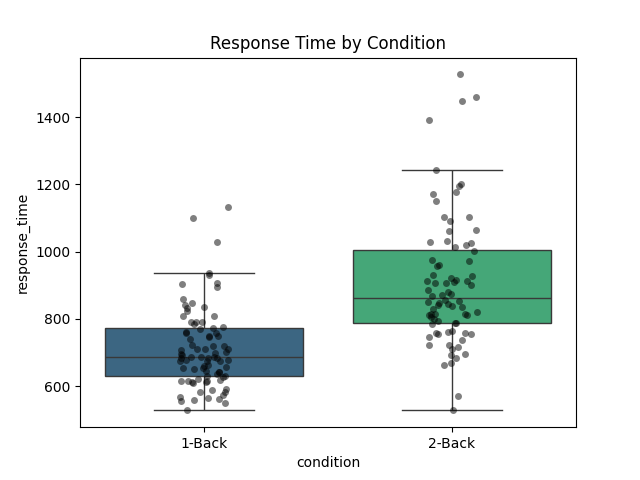 Response Time by Condition
response_time
1400
1200
1000
800
600
1-Back
2-Back
condition